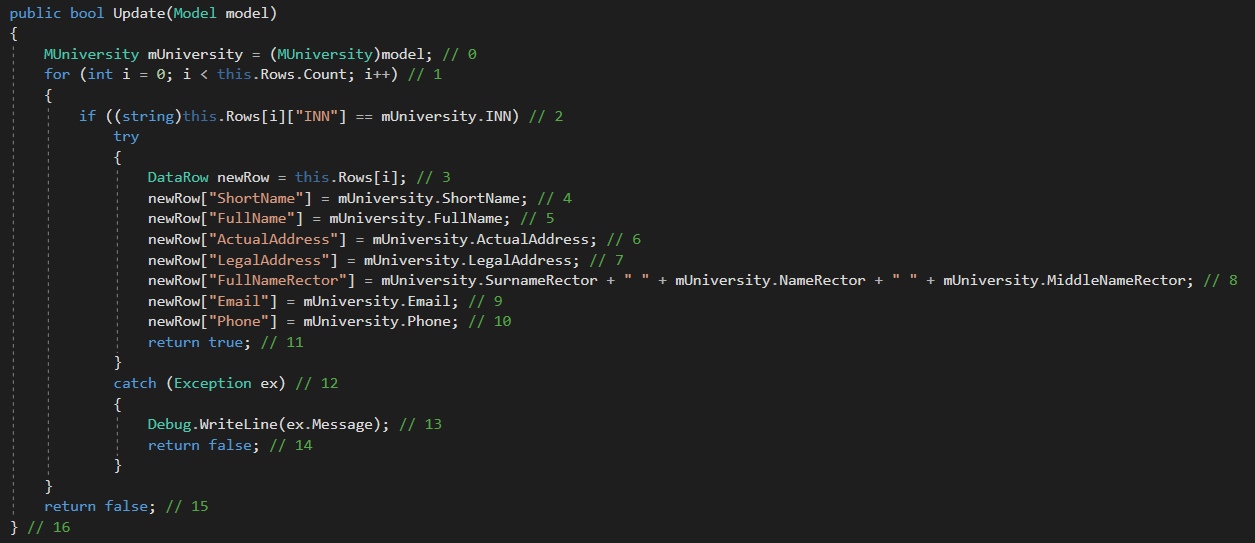 public bool Update(Model model)
{
MUniversity mUniversity = (MUniversity)model; // 0
for (int i = 0; i < this.Rows.Count; i++) // 1
{
if ((string)this.Rows[i]["INN"] == mUniversity.INN) // 2
try
{
DataRow newRow = this.Rows[i]; // 3
newRow["ShortName"] = mUniversity.ShortName; // 4
newRow["FullName"] = mUniversity.FullName; // 5
newRow["ActualAddress"] = mUniversity.ActualAddress; // 6
newRow["LegalAddress"] = mUniversity.LegalAddress; // 7
newRow["FullNameRector"] = mUniversity.SurnameRector + " " + mUniversity.NameRector + " " + mUniversity.MiddleNameRector; // 8
newRow["Email"] = mUniversity.Email; // 9
newRow["Phone"] = mUniversity.Phone; // 10
return true; // 11
}
catch (Exception ex) // 12
{
Debug.WriteLine(ex.Message); // 13
return false; // 14
}
}
return false; // 15
} // 16